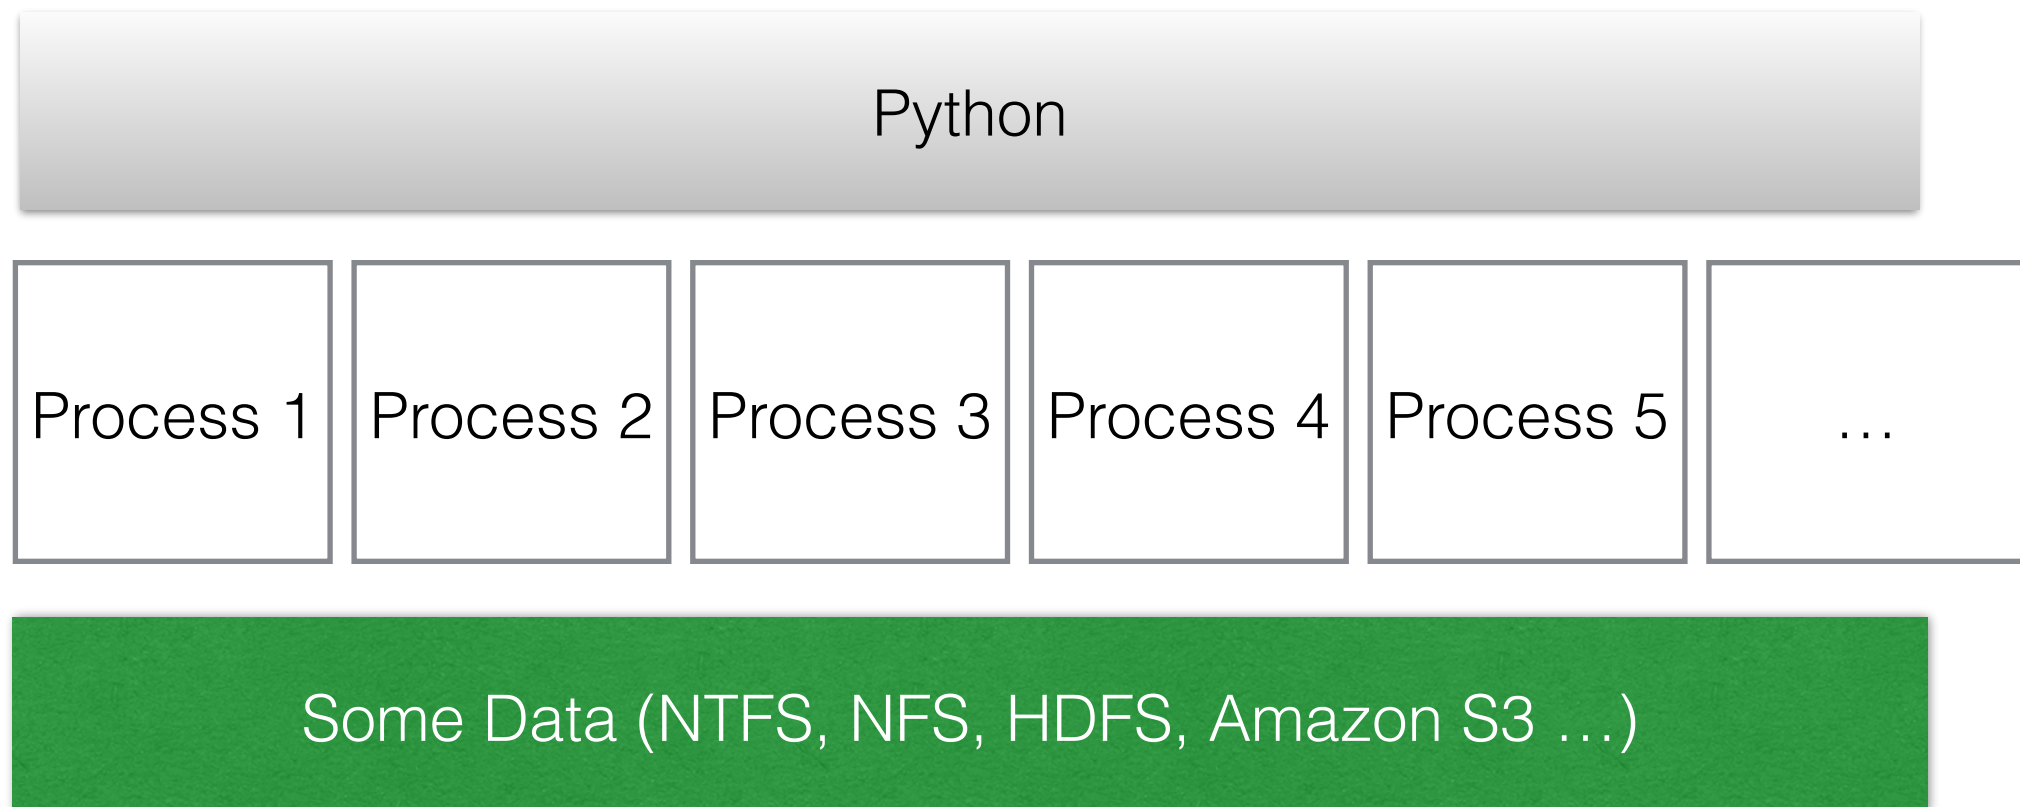 Python
Process 1
Process 2
Process 3
Process 4
Process 5
…
Some Data (NTFS, NFS, HDFS, Amazon S3 …)